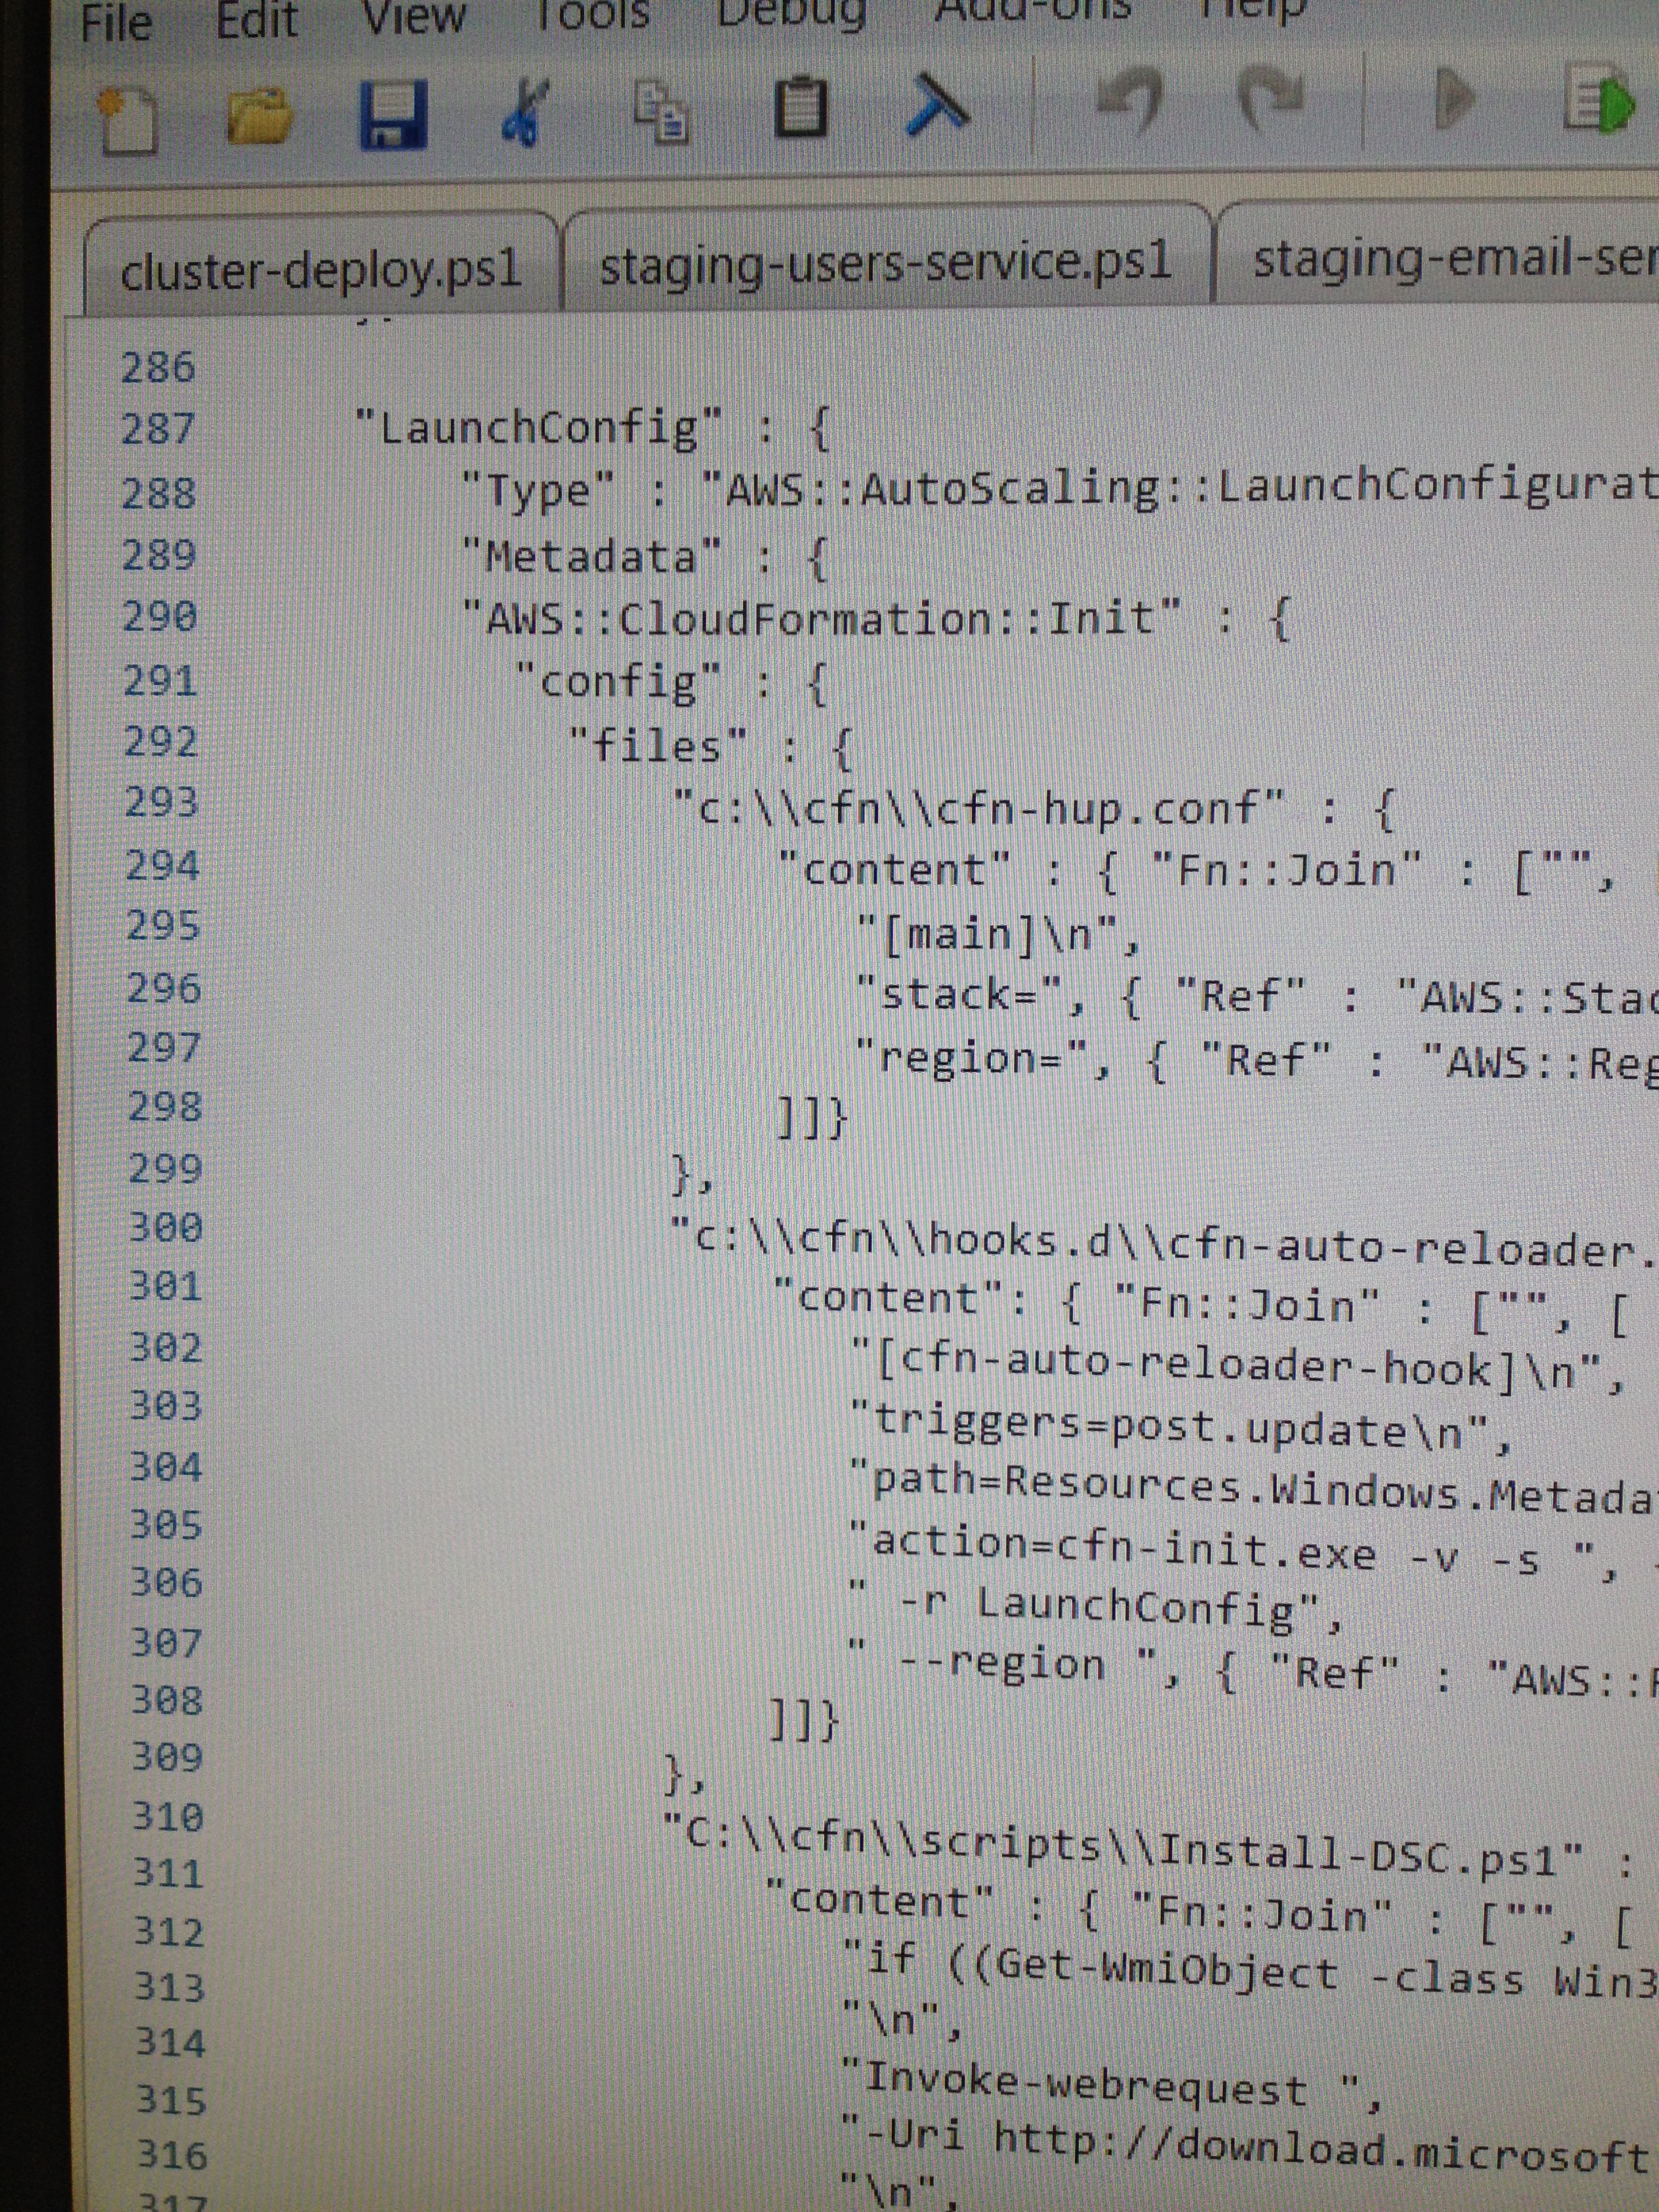 File Edit View Tools Debug Add-ons Help
cluster-deploy.ps1 staging-users-service.ps1 staging-email-ser
286
287 "LaunchConfig" : {
288 "Type" : "AWS::AutoScaling::LaunchConfigurat
289 "Metadata" : {
290 "AWS::CloudFormation::Init" : {
291 "config" : {
292 "files" : {
293 "c:\\cfn\\cfn-hup.conf" : {
294 "content" : { "Fn::Join" : ["",
295 "[main]\n",
296 "stack=", { "Ref" : "AWS::Stac
297 "region=", { "Ref" : "AWS::Reg
298 ]]}
299 },
300 "c:\\cfn\\hooks.d\\cfn-auto-reloader.
301 "content": { "Fn::Join" : ["", [
302 "[cfn-auto-reloader-hook]\n",
303 "triggers=post.update\n",
304 "path=Resources.Windows.Metada
305 "action=cfn-init.exe -v -s ",
306 " -r LaunchConfig",
307 " --region ", { "Ref" : "AWS::R
308 ]]}
309 },
310 "C:\\cfn\\scripts\\Install-DSC.ps1" :
311 "content" : { "Fn::Join" : ["", [
312 "if ((Get-WmiObject -class Win3
313 "\n",
314 "Invoke-webrequest ",
315 "-Uri http://download.microsoft
316 "\n",
317